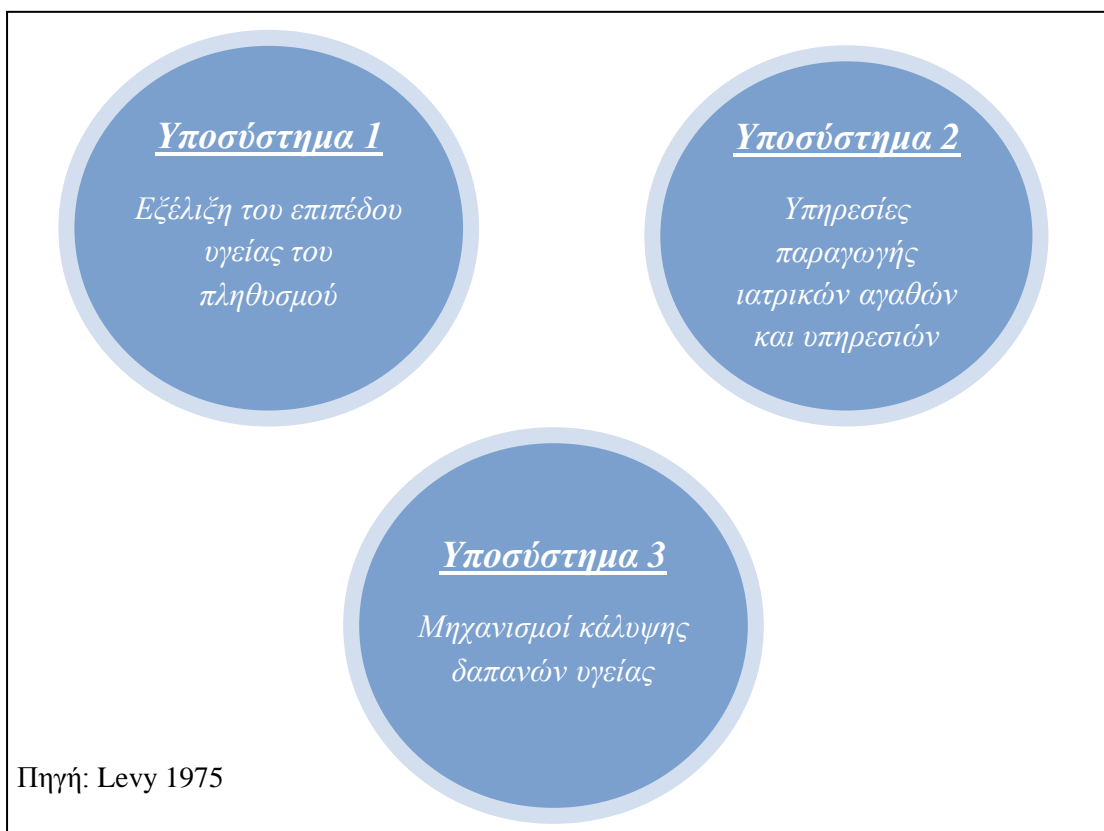 Υποσύστημα 1
Εξέλιξη του επιπέδου
υγείας του
πληθυσμού
Υποσύστημα 2
Υπηρεσίες
παραγωγής
ιατρικών αγαθών
και υπηρεσιών
Υποσύστημα 3
Μηχανισμοί κάλυψης
δαπανών υγείας
Πηγή: Levy 1975